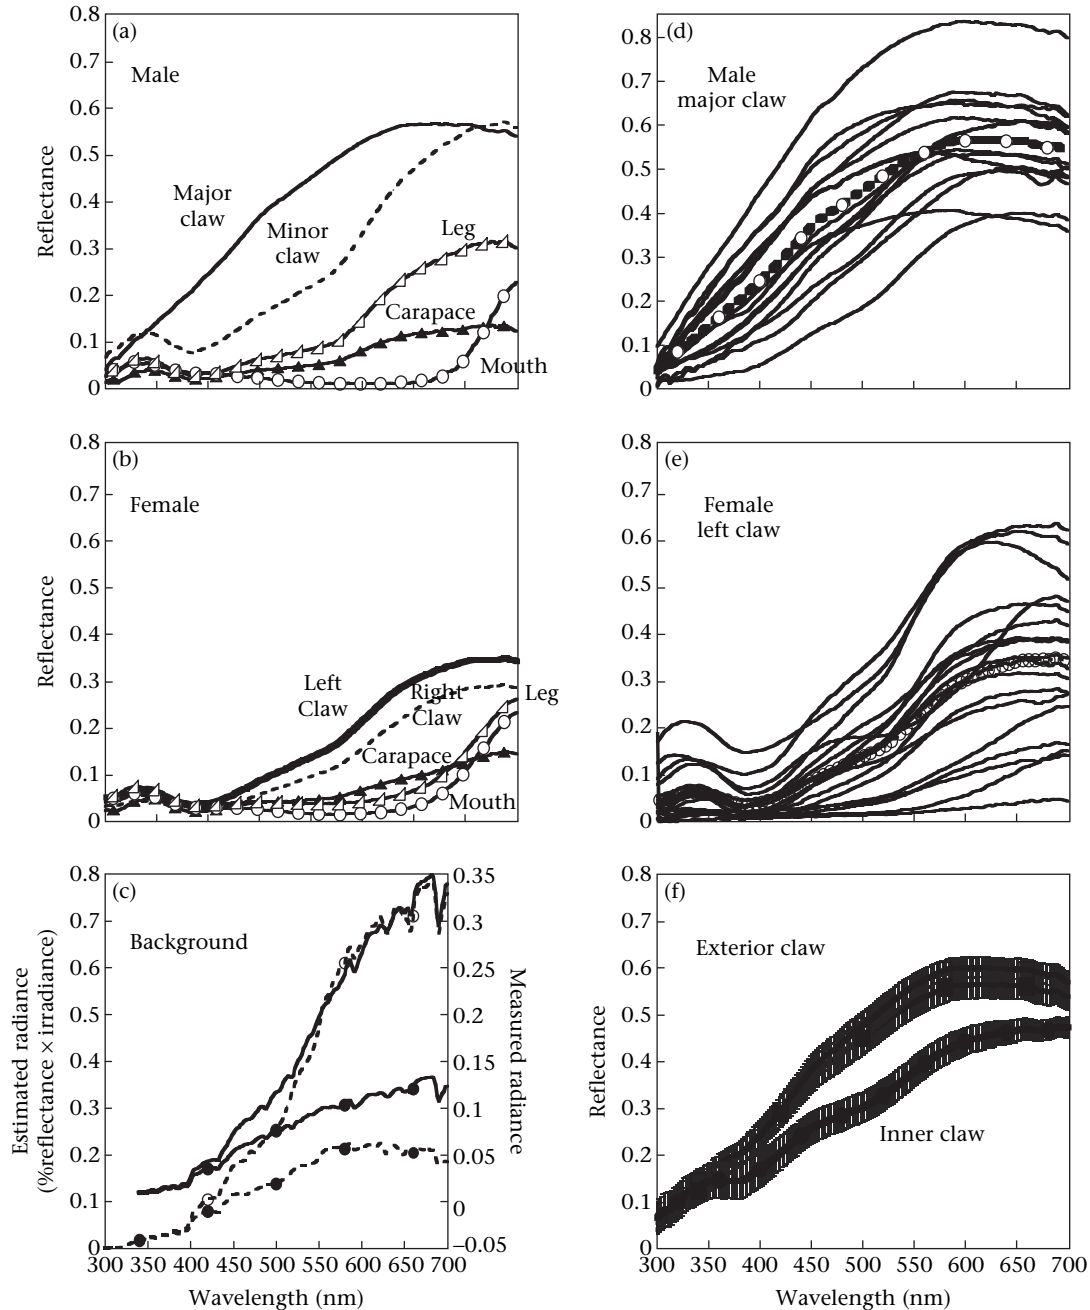 (a)
Male
0.8
0.7
0.6
0.5
0.4
0.3
0.2
0.1
0
Reflectance
Major
claw
Minor
claw
Leg
Carapace
Mouth
(b)
Female
0.8
0.7
0.6
0.5
0.4
0.3
0.2
0.1
0
Reflectance
Left
Claw
Right
Claw
Leg
Carapace
Mouth
(c)
Background
0.8
0.7
0.6
0.5
0.4
0.3
0.2
0.1
0
Estimated radiance
(%reflectance × irradiance)
0.35
0.3
0.25
0.2
0.15
0.1
0.05
0
–0.05
Measured radiance
300 350 400 450 500 550 600 650 700
Wavelength (nm)
(d)
Male
major claw
0.8
0.7
0.6
0.5
0.4
0.3
0.2
0.1
0
(e)
Female
left claw
0.8
0.7
0.6
0.5
0.4
0.3
0.2
0.1
0
(f)
Exterior claw
Inner claw
0.8
0.7
0.6
0.5
0.4
0.3
0.2
0.1
0
Reflectance
300 350 400 450 500 550 600 650 700
Wavelength (nm)